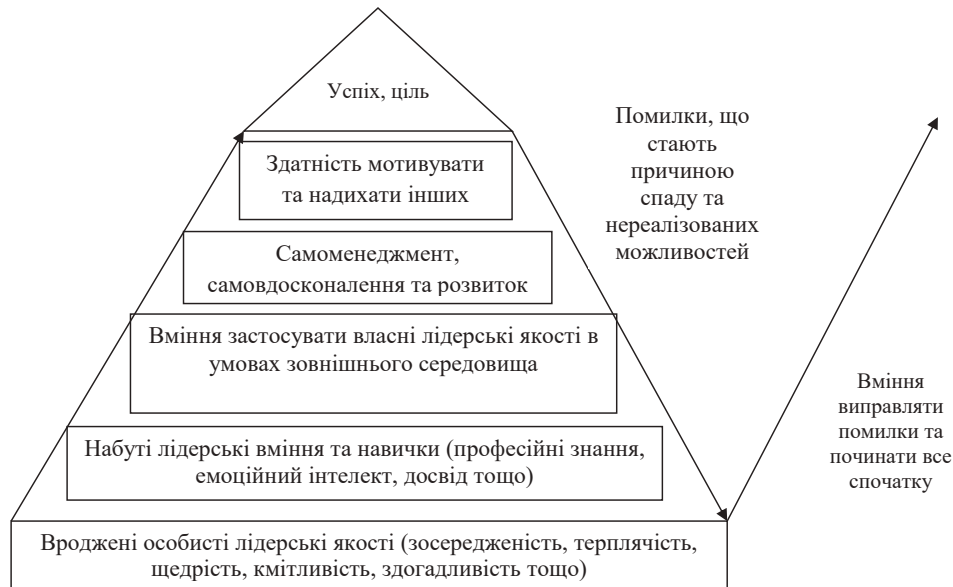 Успіх, ціль
Здатність мотивувати
та надихати інших
Самоменеджмент,
самовдосконалення та розвиток
Вміння застосувати власні лідерські якості в
умовах зовнішнього середовища
Набуті лідерські вміння та навички (професійні знання,
емоційний інтелект, досвід тощо)
Вроджені особисті лідерські якості (зосередженість, терплячість,
щедрість, кмітливість, здогадливість тощо)
Помилки, що
стають
причиною
спаду та
нереалізованих
можливостей
Вміння
виправляти
помилки та
починати все
спочатку